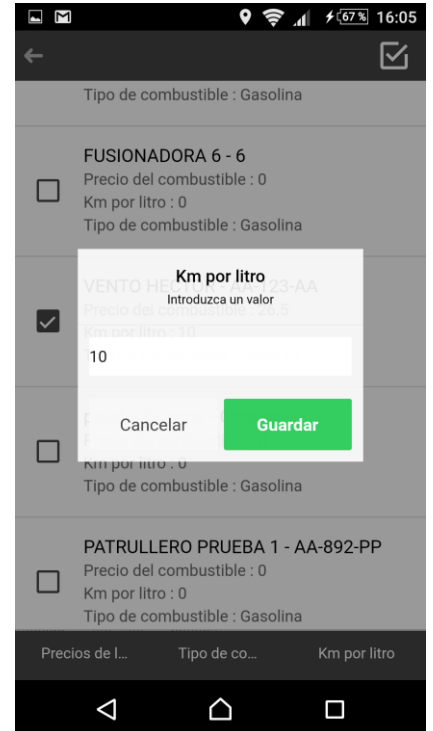 67% 16:05
Tipo de combustible : Gasolina
FUSIONADORA 6 - 6
Precio del combustible : 0
Km por litro : 0
Tipo de combustible : Gasolina
VENTO HECTOR - AA-123-AA
Precio del combustible : 26.5
Km por litro : 10
Km por litro
Introduzca un valor
10
Cancelar
Guardar
Km por litro : 0
Tipo de combustible : Gasolina
PATRULLERO PRUEBA 1 - AA-892-PP
Precio del combustible : 0
Km por litro : 0
Tipo de combustible : Gasolina
Precios de l...
Tipo de co...
Km por litro